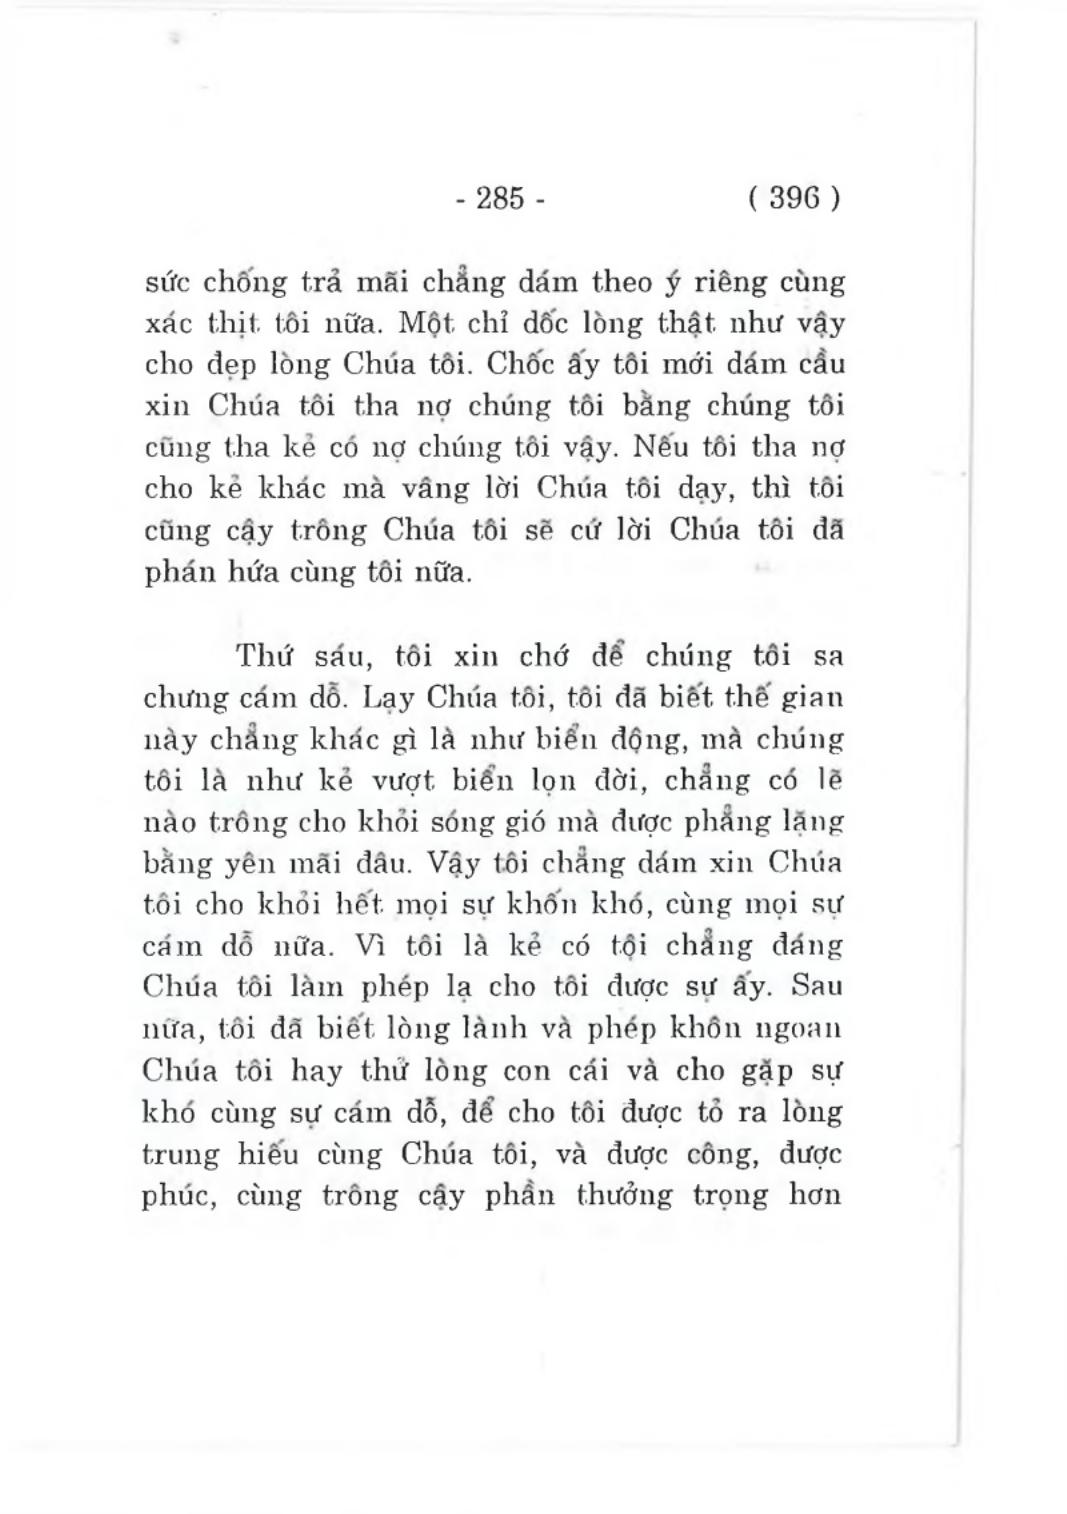 - 285 - ( 396 )
sức chống trả mãi chẳng dám theo ý riêng cùng
xác thịt tôi nữa. Một chỉ dốc lòng thật như vậy
cho đẹp lòng Chúa tôi. Chốc ấy tôi mới dám cầu
xin Chúa tôi tha nợ chúng tôi bằng chúng tôi
cũng tha kẻ có nợ chúng tôi vậy. Nếu tôi tha nợ
cho kẻ khác mà vâng lời Chúa tôi dạy, thì tôi
cũng cậy trông Chúa tôi sẽ cứ lời Chúa tôi đã
phán hứa cùng tôi nữa.
Thứ sáu, tôi xin chớ để chúng tôi sa
chưng cám dỗ. Lạy Chúa tôi, tôi đã biết thế gian
này chẳng khác gì là như biển động, mà chúng
tôi là như kẻ vượt biển lọn đời, chẳng có lẽ
nào trông cho khỏi sóng gió mà được phẳng lặng
bằng yên mãi đâu. Vậy tôi chẳng dám xin Chúa
tôi cho khỏi hết mọi sự khốn khó, cùng mọi sự
cám dỗ nữa. Vì tôi là kẻ có tội chẳng đáng
Chúa tôi làm phép lạ cho tôi được sự ấy. Sau
nữa, tôi đã biết lòng lành và phép khôn ngoan
Chúa tôi hay thử lòng con cái và cho gặp sự
khó cùng sự cám dỗ, để cho tôi được tỏ ra lòng
trung hiếu cùng Chúa tôi, và được công, được
phúc, cùng trông cậy phần thưởng trọng hơn